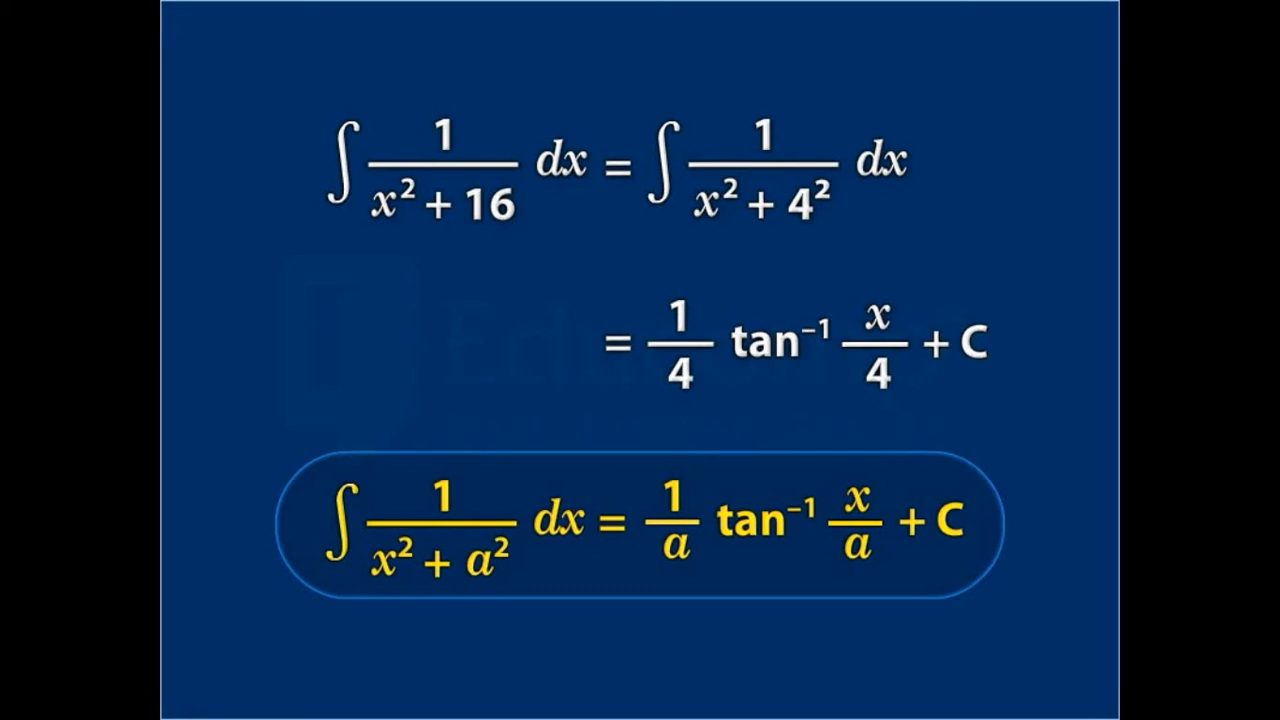 ∫ 1/(x² + 16) dx = ∫ 1/(x² + 4²) dx
= 1/4 tan⁻¹ x/4 + C
∫ 1/(x² + a²) dx = 1/a tan⁻¹ x/a + C